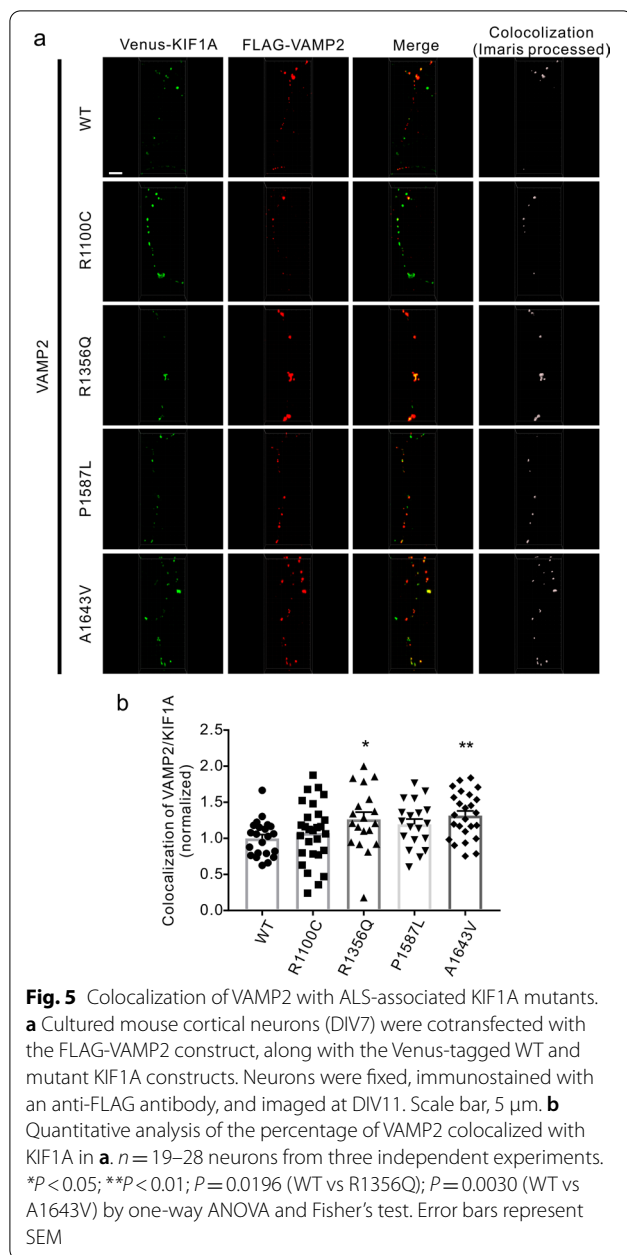 a
Venus-KIF1A FLAG-VAMP2 Merge Colocolization
(Imaris processed)
VAMP2
WT
R1100C
R1356Q
P1587L
A1643V
b
Colocalization of VAMP2/KIF1A
(normalized)
2.5
2.0
1.5
1.0
0.5
0.0
* **
WT R1100C R1356Q P1587L A1643V
Fig. 5 Colocalization of VAMP2 with ALS-associated KIF1A mutants.
a Cultured mouse cortical neurons (DIV7) were cotransfected with
the FLAG-VAMP2 construct, along with the Venus-tagged WT and
mutant KIF1A constructs. Neurons were fixed, immunostained with
an anti-FLAG antibody, and imaged at DIV11. Scale bar, 5 μm. b
Quantitative analysis of the percentage of VAMP2 colocalized with
KIF1A in a. n = 19–28 neurons from three independent experiments.
*P < 0.05; **P < 0.01; P = 0.0196 (WT vs R1356Q); P = 0.0030 (WT vs
A1643V) by one-way ANOVA and Fisher's test. Error bars represent
SEM